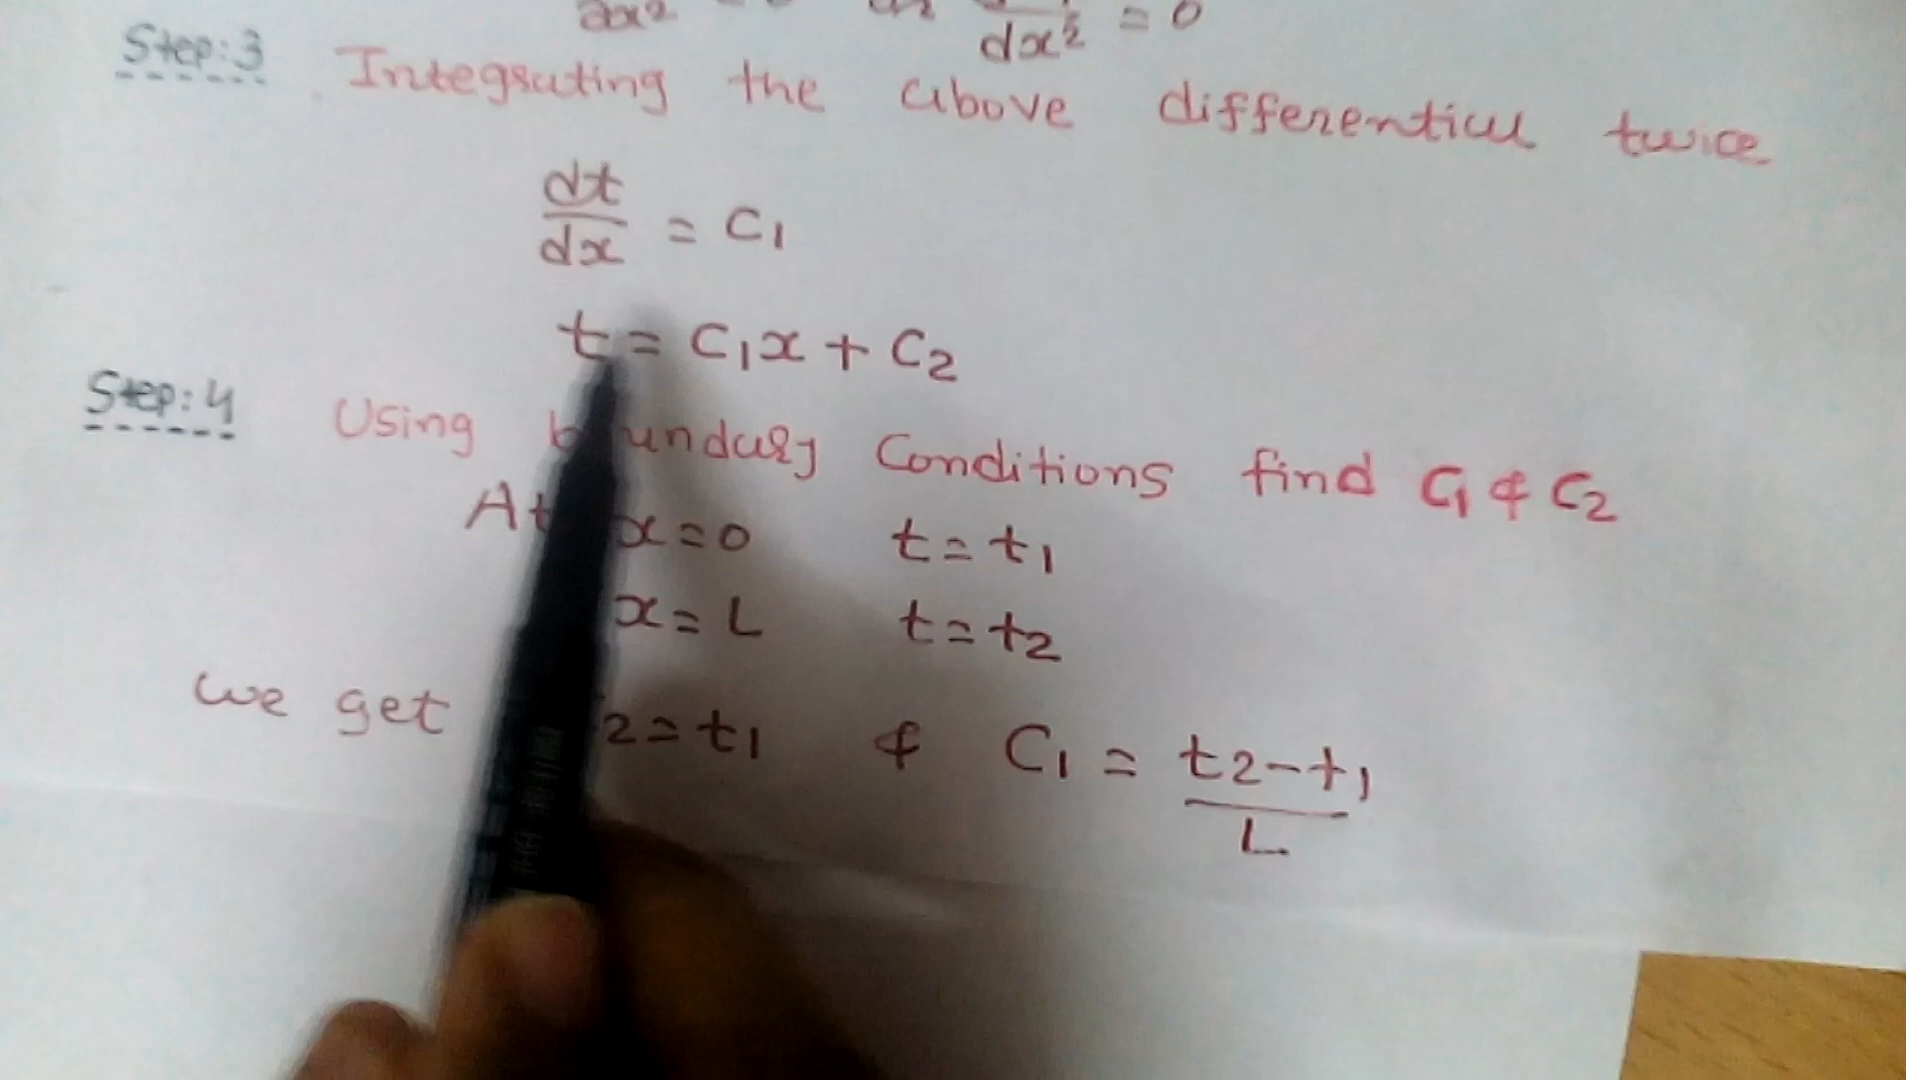 dx² = 0
Step:3 Integrating the above differential twice
dt/dx = C₁
t = C₁x + C₂
Step:4 Using boundary Conditions find C₁ & C₂
At x=0 t=t₁
x=L t=t₂
we get 2=t₁ & C₁ = t₂-t₁/L